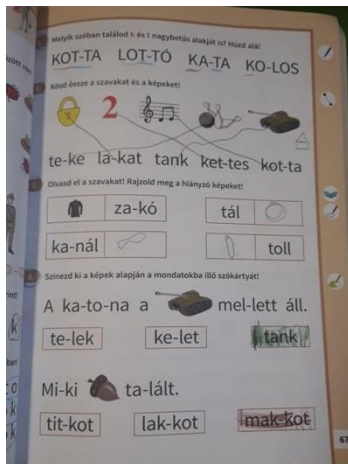 Melyik szóban találod k és t nagybetűs alakját is? Húzd alá!
KOT-TA LOT-TÓ KA-TA KO-LOS
Kösd össze a szavakat és a képeket!
2
te-ke la-kat tank ket-tes kot-ta
Olvasd el a szavakat! Rajzold meg a hiányzó képeket!
za-kó tál
ka-nál toll
Színezd ki a képek alapján a mondatokba illő szókártyát!
A ka-to-na a mel-lett áll.
te-lek ke-let tank
Mi-ki ta-lált.
tit-kot lak-kot mak-kot
67